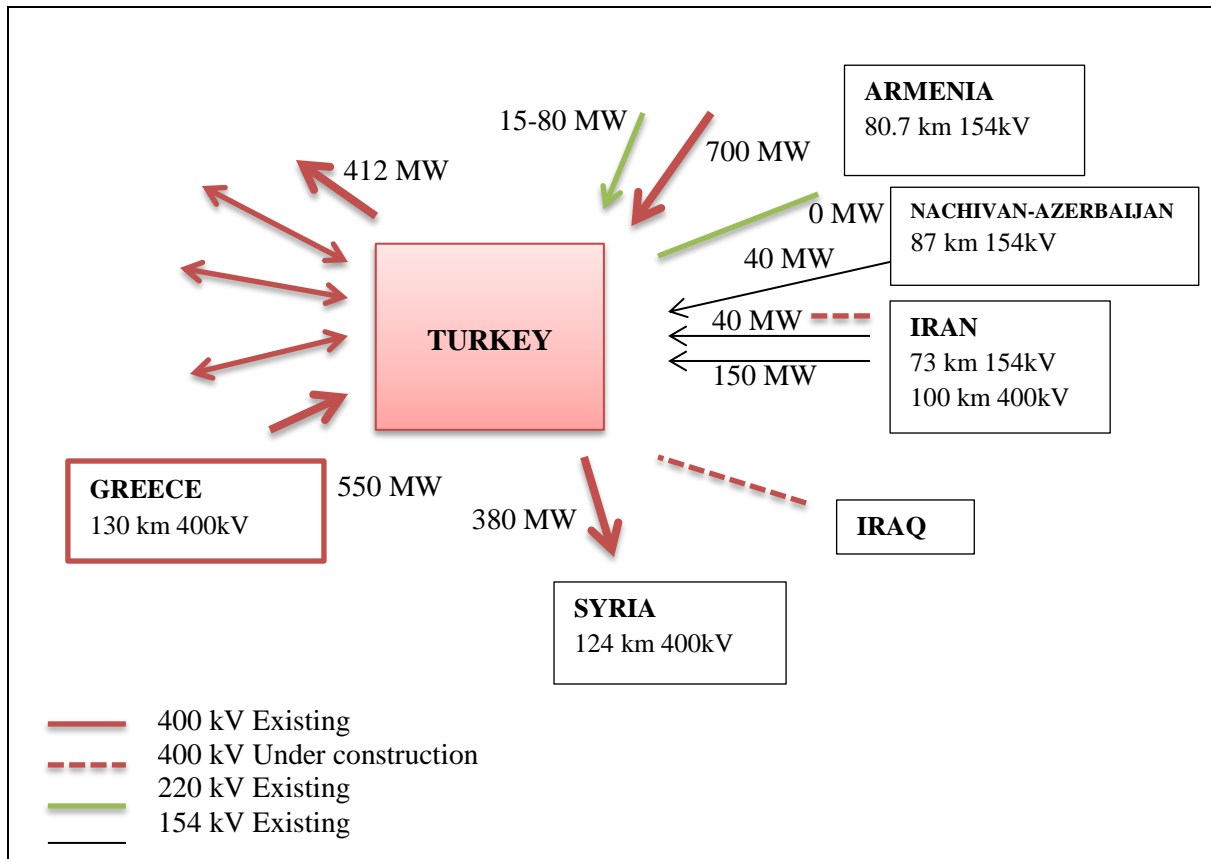 ARMENIA
80.7 km 154kV
15-80 MW
700 MW
412 MW
0 MW
NACHIVAN-AZERBAIJAN
87 km 154kV
40 MW
TURKEY
40 MW
150 MW
IRAN
73 km 154kV
100 km 400kV
GREECE
130 km 400kV
550 MW
380 MW
IRAQ
SYRIA
124 km 400kV
400 kV Existing
400 kV Under construction
220 kV Existing
154 kV Existing